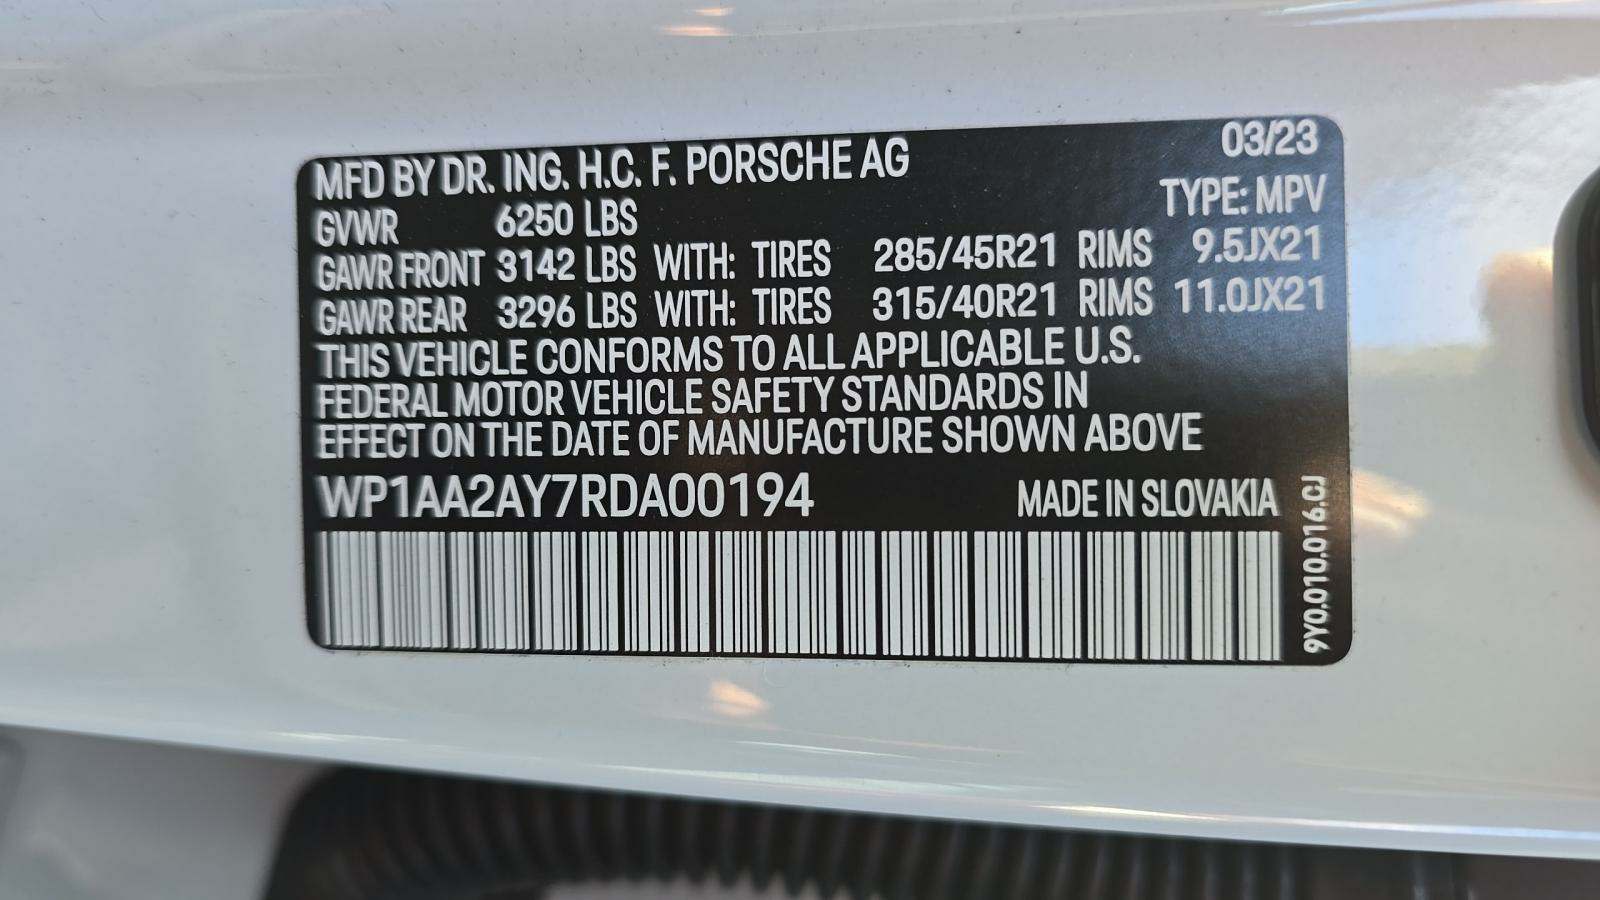 MFD BY DR. ING. H.C. F. PORSCHE AG 03/23
GVWR 6250 LBS TYPE: MPV
GAWR FRONT 3142 LBS WITH: TIRES 285/45R21 RIMS 9.5JX21
GAWR REAR 3296 LBS WITH: TIRES 315/40R21 RIMS 11.0JX21
THIS VEHICLE CONFORMS TO ALL APPLICABLE U.S.
FEDERAL MOTOR VEHICLE SAFETY STANDARDS IN
EFFECT ON THE DATE OF MANUFACTURE SHOWN ABOVE
WP1AA2AY7RDA00194 MADE IN SLOVAKIA
9Y0.010.016.CJ